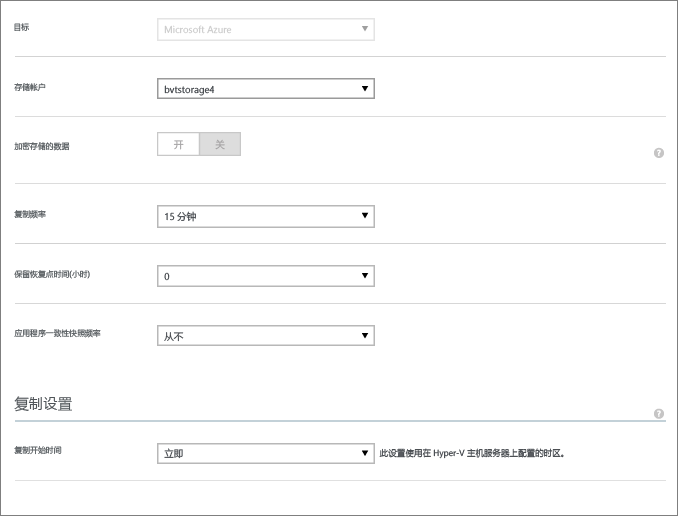 目标
Microsoft Azure
存储帐户
bvtstorage4
加密存储的数据
开 关
?
复制频率
15 分钟
保留恢复点时间(小时)
0
应用程序一致性快照频率
从不
复制设置
?
复制开始时间
立即
此设置使用在 Hyper-V 主机服务器上配置的时区。